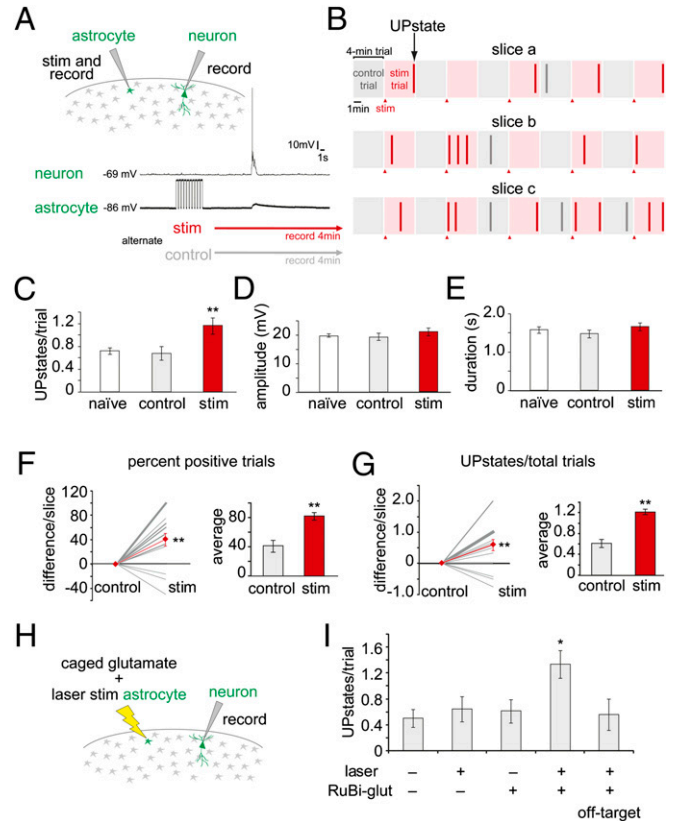 A
astrocyte
neuron
stim and record
record
10mV
1s
neuron
-69 mV
astrocyte
-86 mV
stim
record 4min
alternate
control
record 4min
B
UPstate
4-min trial
slice a
control trial
stim trial
1min
stim
slice b
slice c
C
UPstates/trial
1.2
0.8
0.4
0
**
naïve
control
stim
D
amplitude (mV)
20
10
0
naïve
control
stim
E
duration (s)
2.0
1.0
0
naïve
control
stim
F
percent positive trials
difference/slice
120
80
40
0
-40
**
control
stim
average
80
40
0
**
control
stim
G
UPstates/total trials
difference/slice
2.0
1.0
0
-1.0
**
control
stim
average
1.2
0.8
0.4
0
**
control
stim
H
caged glutamate
+
laser stim astrocyte
neuron
record
I
UPstates/trial
1.6
1.2
0.8
0.4
0
*
laser – + – + +
RuBi-glut – – + + +
off-target